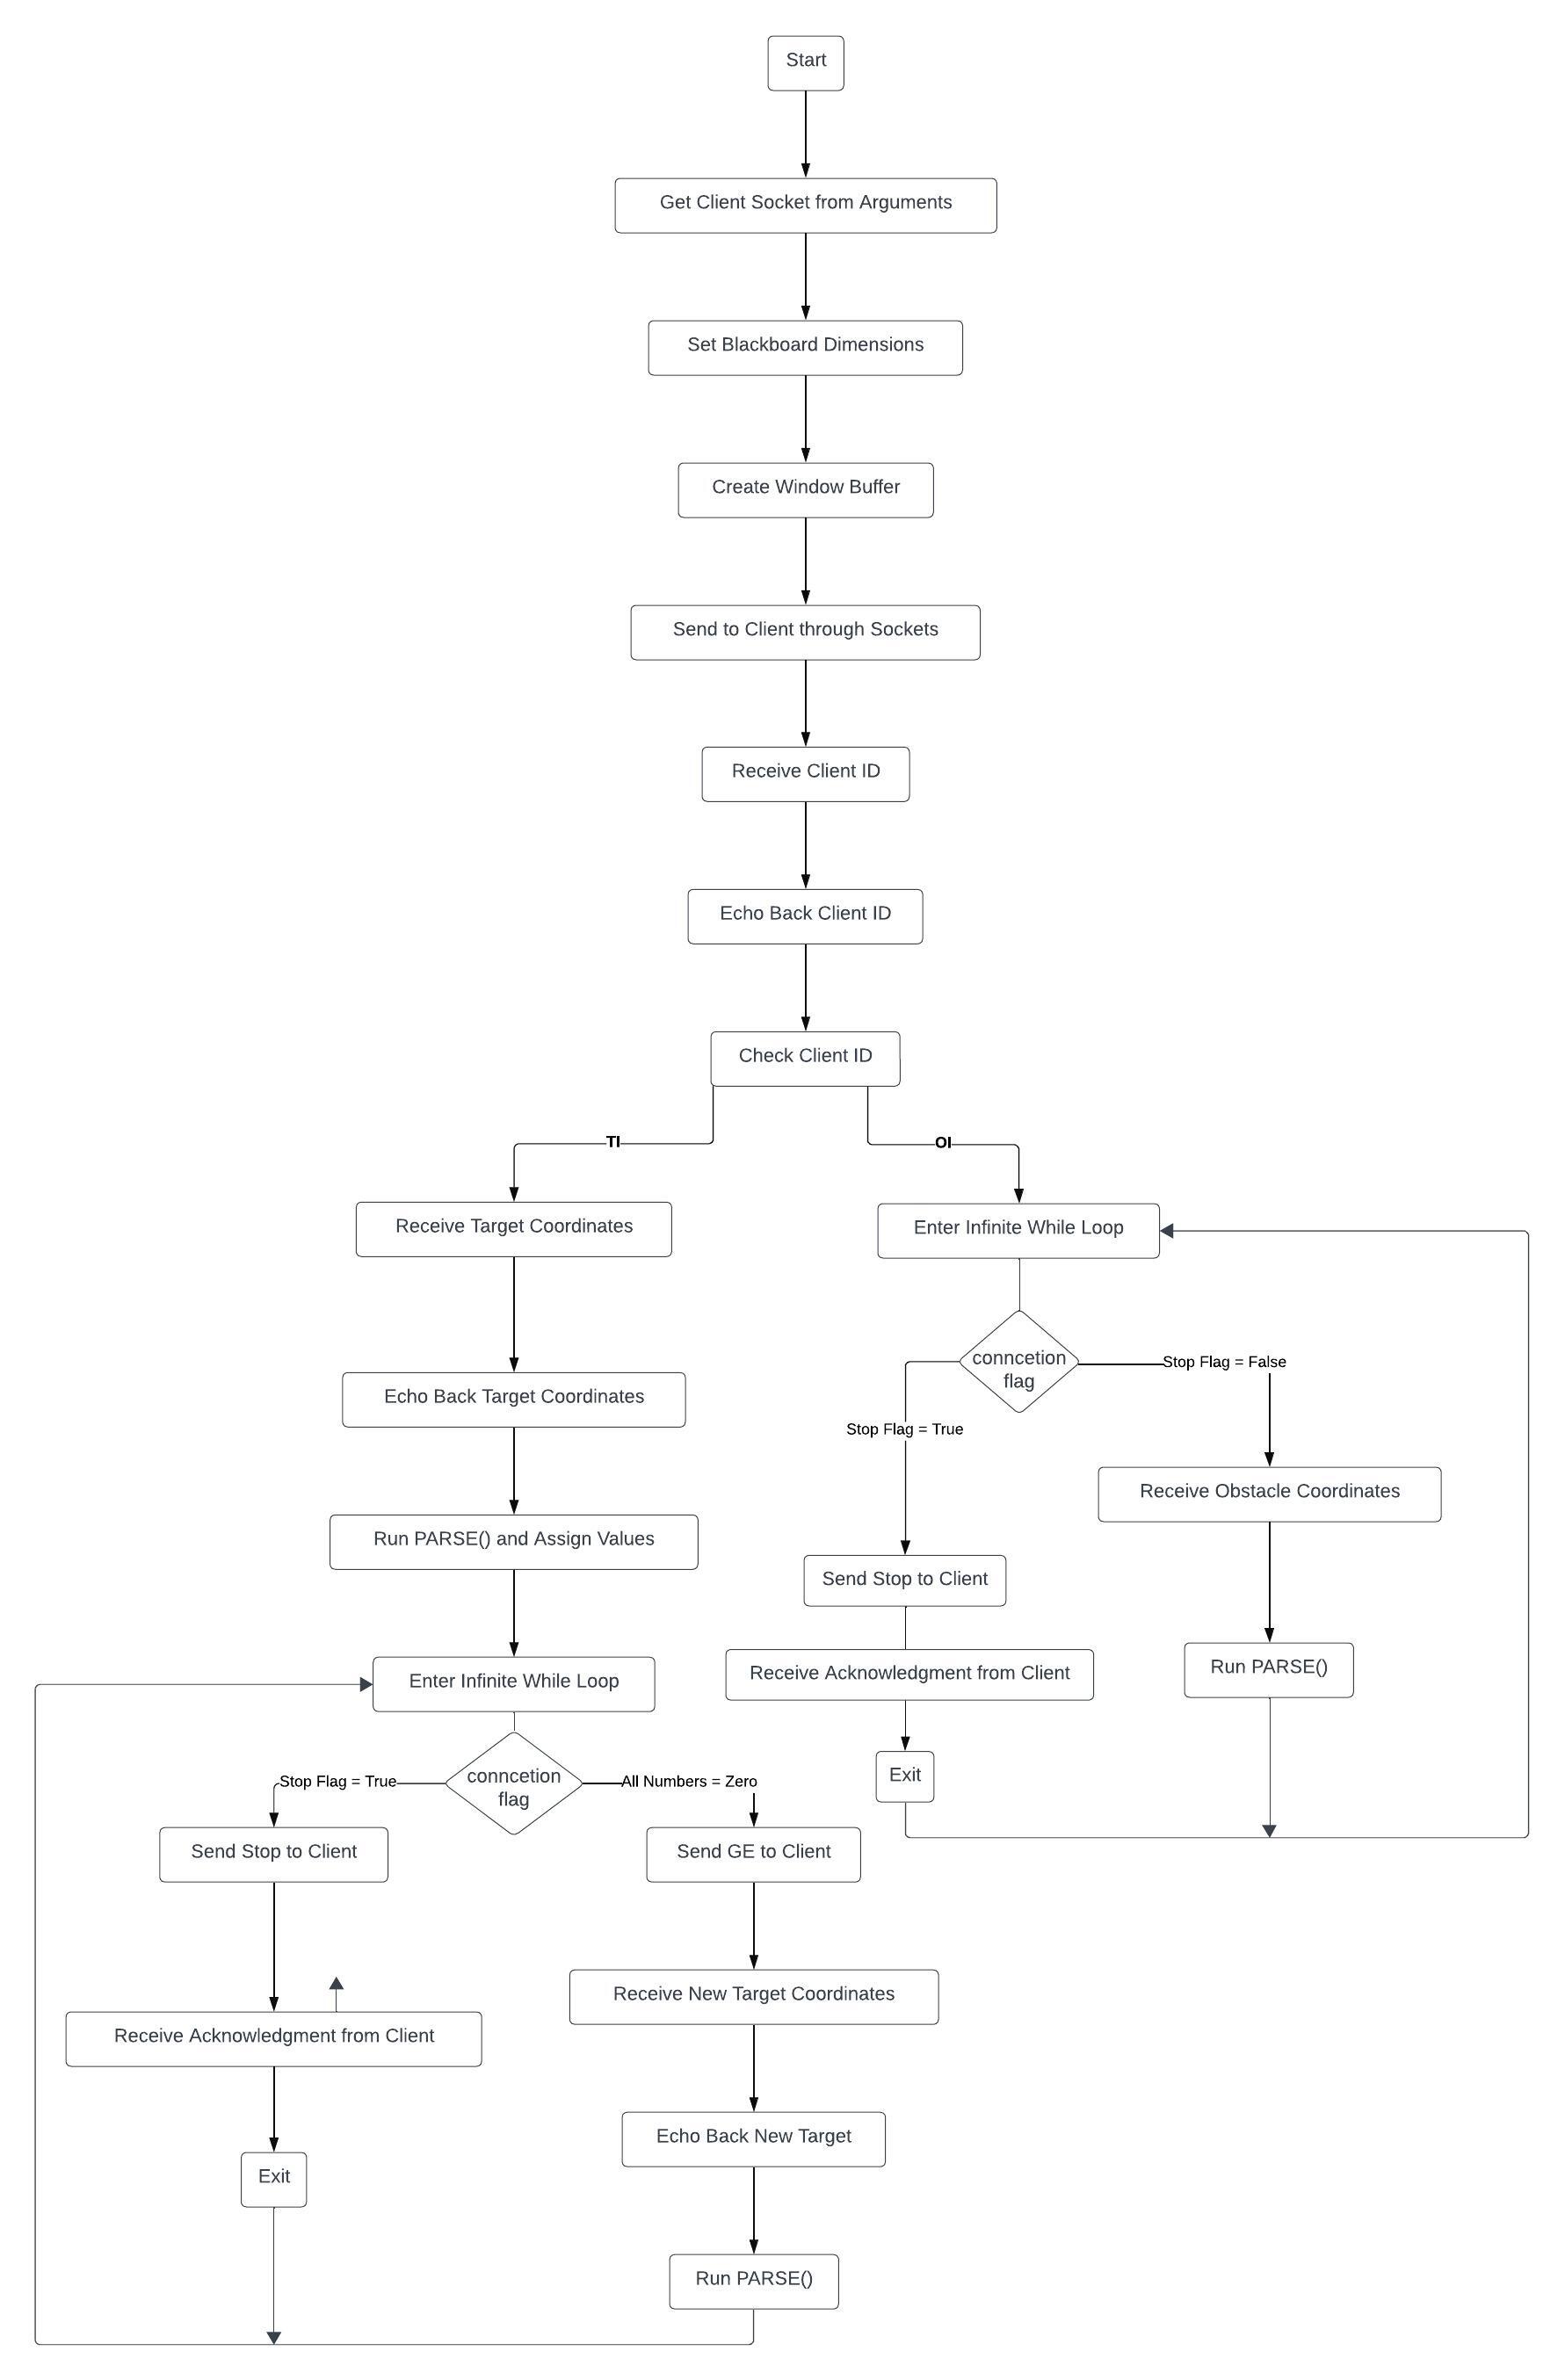 Start
Get Client Socket from Arguments
Set Blackboard Dimensions
Create Window Buffer
Send to Client through Sockets
Receive Client ID
Echo Back Client ID
Check Client ID
TI
OI
Receive Target Coordinates
Enter Infinite While Loop
conncetion
flag
Stop Flag = False
Echo Back Target Coordinates
Stop Flag = True
Receive Obstacle Coordinates
Run PARSE() and Assign Values
Send Stop to Client
Enter Infinite While Loop
Receive Acknowledgment from Client
Run PARSE()
Stop Flag = True
conncetion
flag
All Numbers = Zero
Exit
Send Stop to Client
Send GE to Client
Receive New Target Coordinates
Receive Acknowledgment from Client
Echo Back New Target
Exit
Run PARSE()